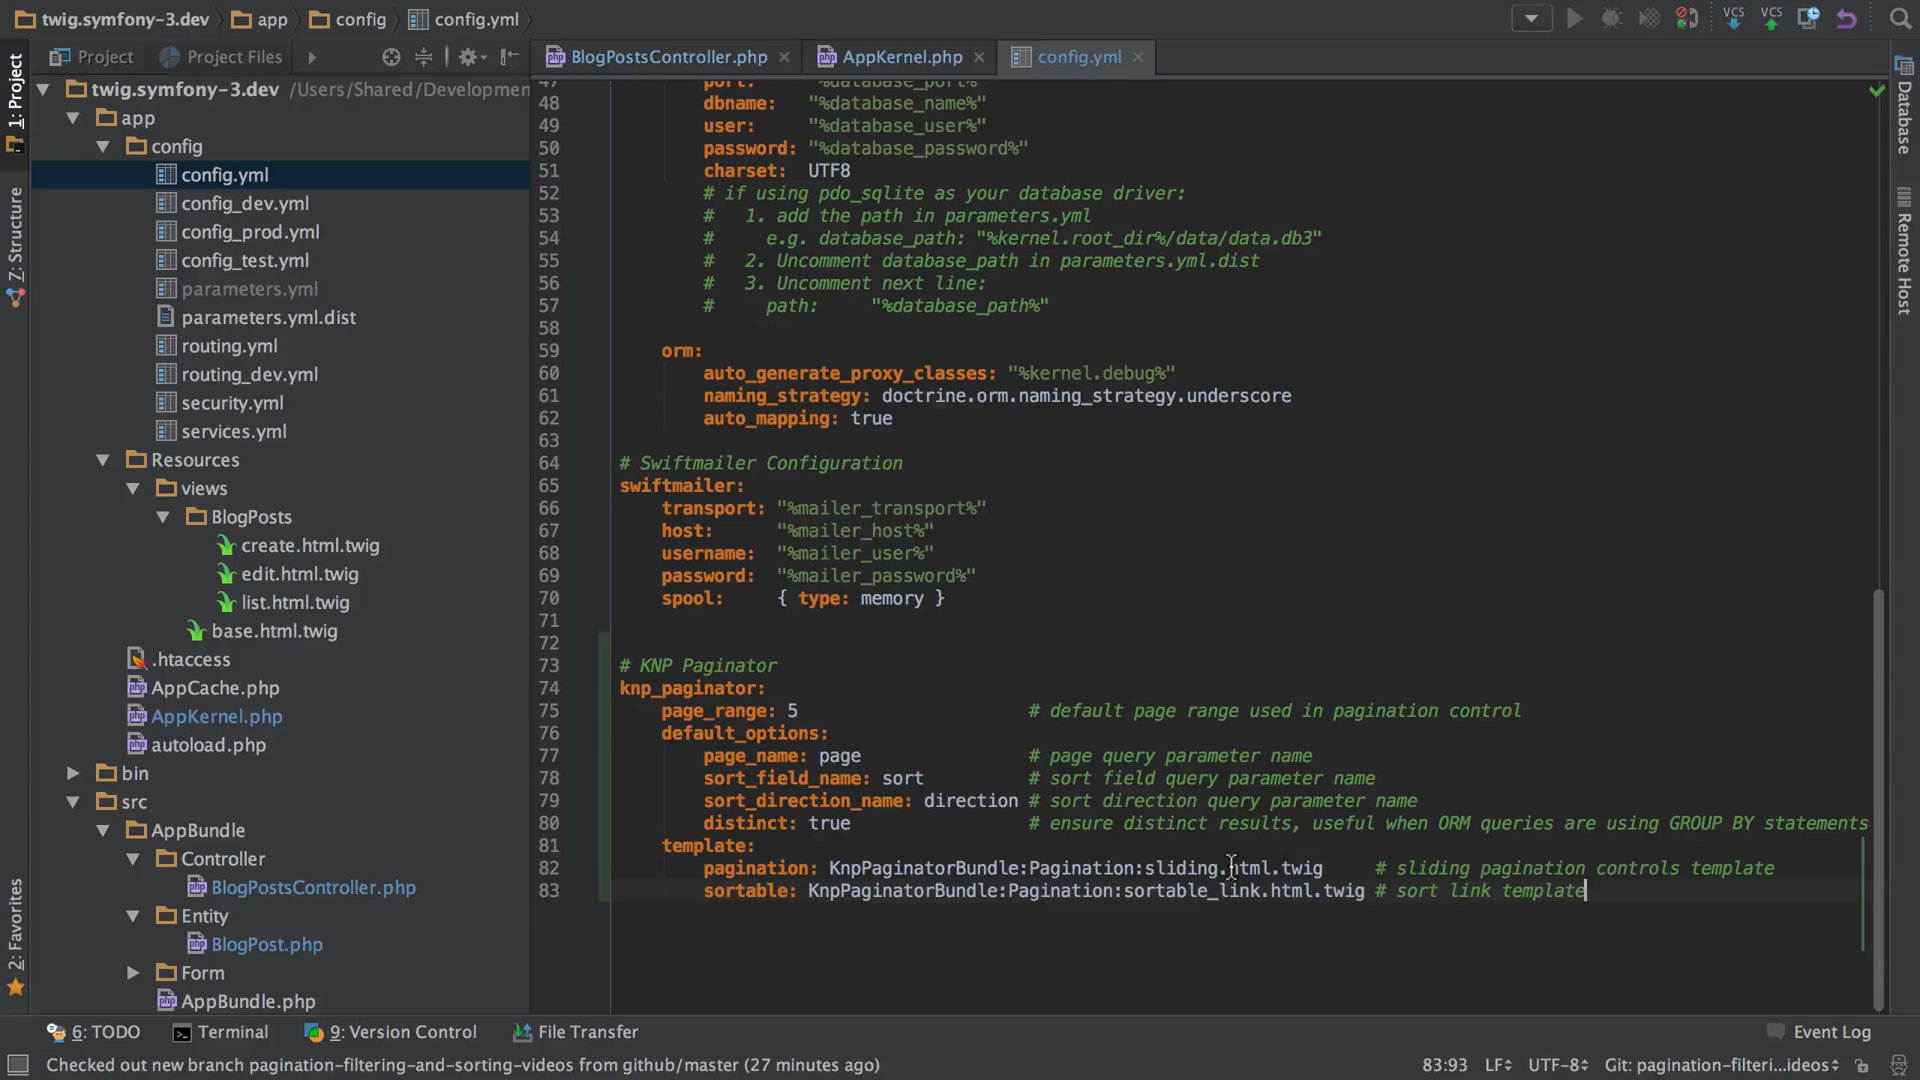 twig.symfony-3.dev app config config.yml
VCS VCS
Project Project Files
BlogPostsController.php AppKernel.php config.yml
1: Project
7: Structure
2: Favorites
twig.symfony-3.dev /Users/Shared/Developmen
app
config
config.yml
config_dev.yml
config_prod.yml
config_test.yml
parameters.yml
parameters.yml.dist
routing.yml
routing_dev.yml
security.yml
services.yml
Resources
views
BlogPosts
create.html.twig
edit.html.twig
list.html.twig
base.html.twig
.htaccess
AppCache.php
AppKernel.php
autoload.php
bin
src
AppBundle
Controller
BlogPostsController.php
Entity
BlogPost.php
Form
AppBundle.php
47 port: "%database_port%"
48 dbname: "%database_name%"
49 user: "%database_user%"
50 password: "%database_password%"
51 charset: UTF8
52 # if using pdo_sqlite as your database driver:
53 # 1. add the path in parameters.yml
54 # e.g. database_path: "%kernel.root_dir%/data/data.db3"
55 # 2. Uncomment database_path in parameters.yml.dist
56 # 3. Uncomment next line:
57 # path: "%database_path%"
58
59 orm:
60 auto_generate_proxy_classes: "%kernel.debug%"
61 naming_strategy: doctrine.orm.naming_strategy.underscore
62 auto_mapping: true
63
64 # Swiftmailer Configuration
65 swiftmailer:
66 transport: "%mailer_transport%"
67 host: "%mailer_host%"
68 username: "%mailer_user%"
69 password: "%mailer_password%"
70 spool: { type: memory }
71
72
73 # KNP Paginator
74 knp_paginator:
75 page_range: 5 # default page range used in pagination control
76 default_options:
77 page_name: page # page query parameter name
78 sort_field_name: sort # sort field query parameter name
79 sort_direction_name: direction # sort direction query parameter name
80 distinct: true # ensure distinct results, useful when ORM queries are using GROUP BY statements
81 template:
82 pagination: KnpPaginatorBundle:Pagination:sliding.html.twig # sliding pagination controls template
83 sortable: KnpPaginatorBundle:Pagination:sortable_link.html.twig # sort link template
Database
Remote Host
6: TODO Terminal 9: Version Control File Transfer Event Log
Checked out new branch pagination-filtering-and-sorting-videos from github/master (27 minutes ago) 83:93 LF UTF-8 Git: pagination-filteri...ideos